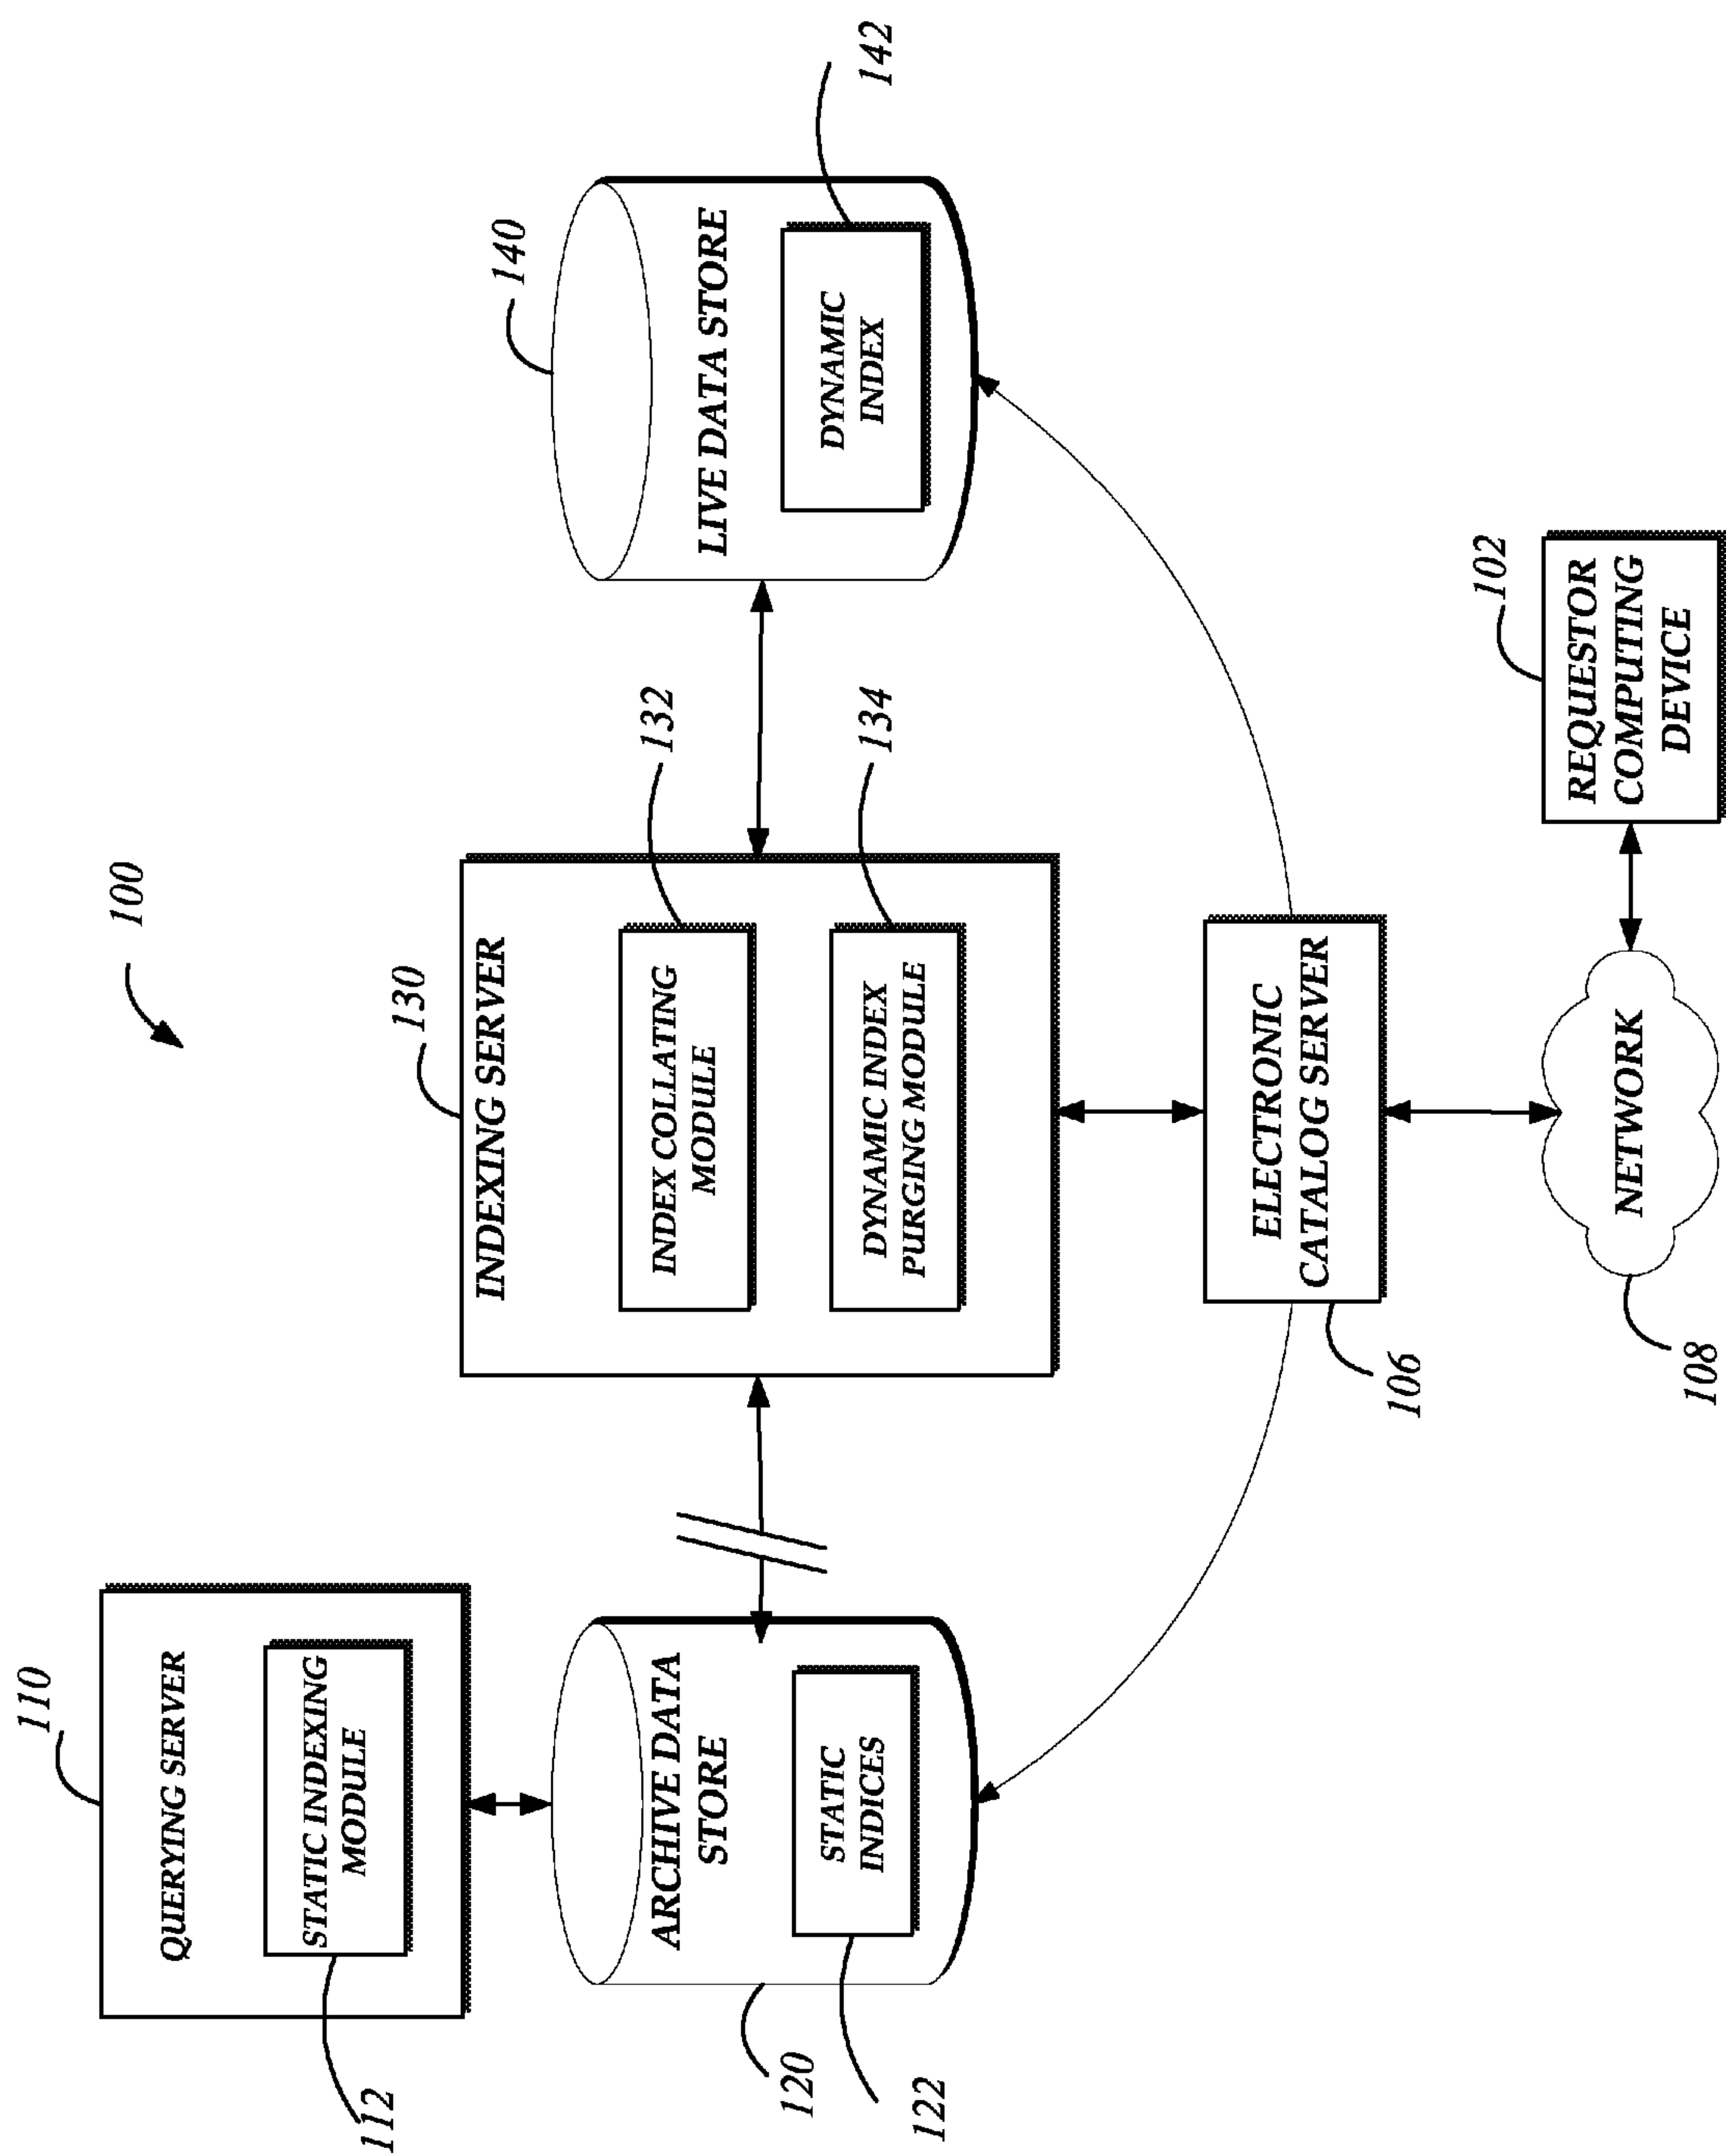 100
110
QUERYING SERVER
STATIC INDEXING
MODULE
112
120
ARCHIVE DATA
STORE
STATIC
INDICES
122
130
INDEXING SERVER
INDEX COLLATING
MODULE
132
DYNAMIC INDEX
PURGING MODULE
134
140
LIVE DATA STORE
DYNAMIC
INDEX
142
ELECTRONIC
CATALOG SERVER
106
NETWORK
108
REQUESTOR
COMPUTING
DEVICE
102